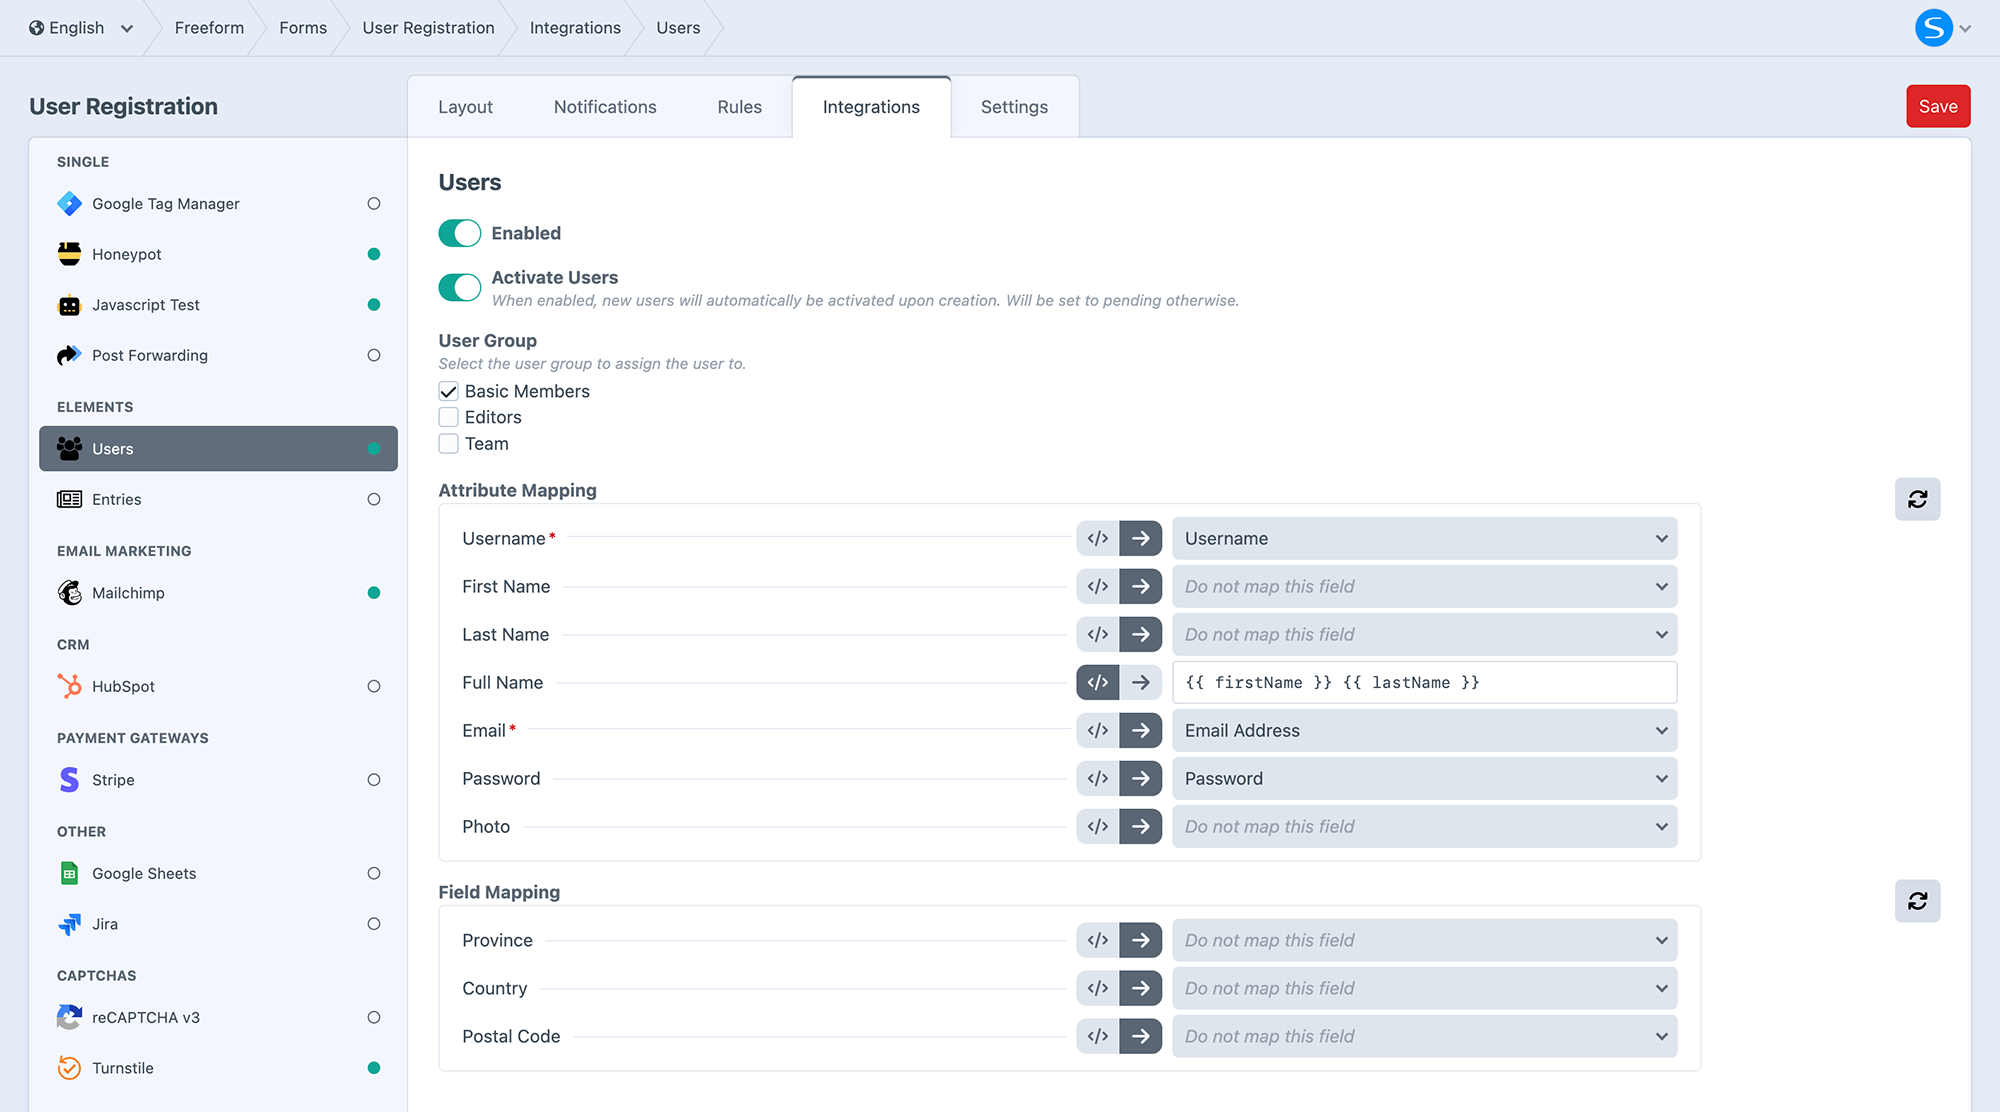 English
Freeform
Forms
User Registration
Integrations
Users
User Registration
Layout
Notifications
Rules
Integrations
Settings
Save
SINGLE
Google Tag Manager
Honeypot
Javascript Test
Post Forwarding
ELEMENTS
Users
Entries
EMAIL MARKETING
Mailchimp
CRM
HubSpot
PAYMENT GATEWAYS
Stripe
OTHER
Google Sheets
Jira
CAPTCHAS
reCAPTCHA v3
Turnstile
Users
Enabled
Activate Users
When enabled, new users will automatically be activated upon creation. Will be set to pending otherwise.
User Group
Select the user group to assign the user to.
Basic Members
Editors
Team
Attribute Mapping
Username* </> Username
First Name </> Do not map this field
Last Name </> Do not map this field
Full Name </> {{ firstName }} {{ lastName }}
Email* </> Email Address
Password </> Password
Photo </> Do not map this field
Field Mapping
Province </> Do not map this field
Country </> Do not map this field
Postal Code </> Do not map this field